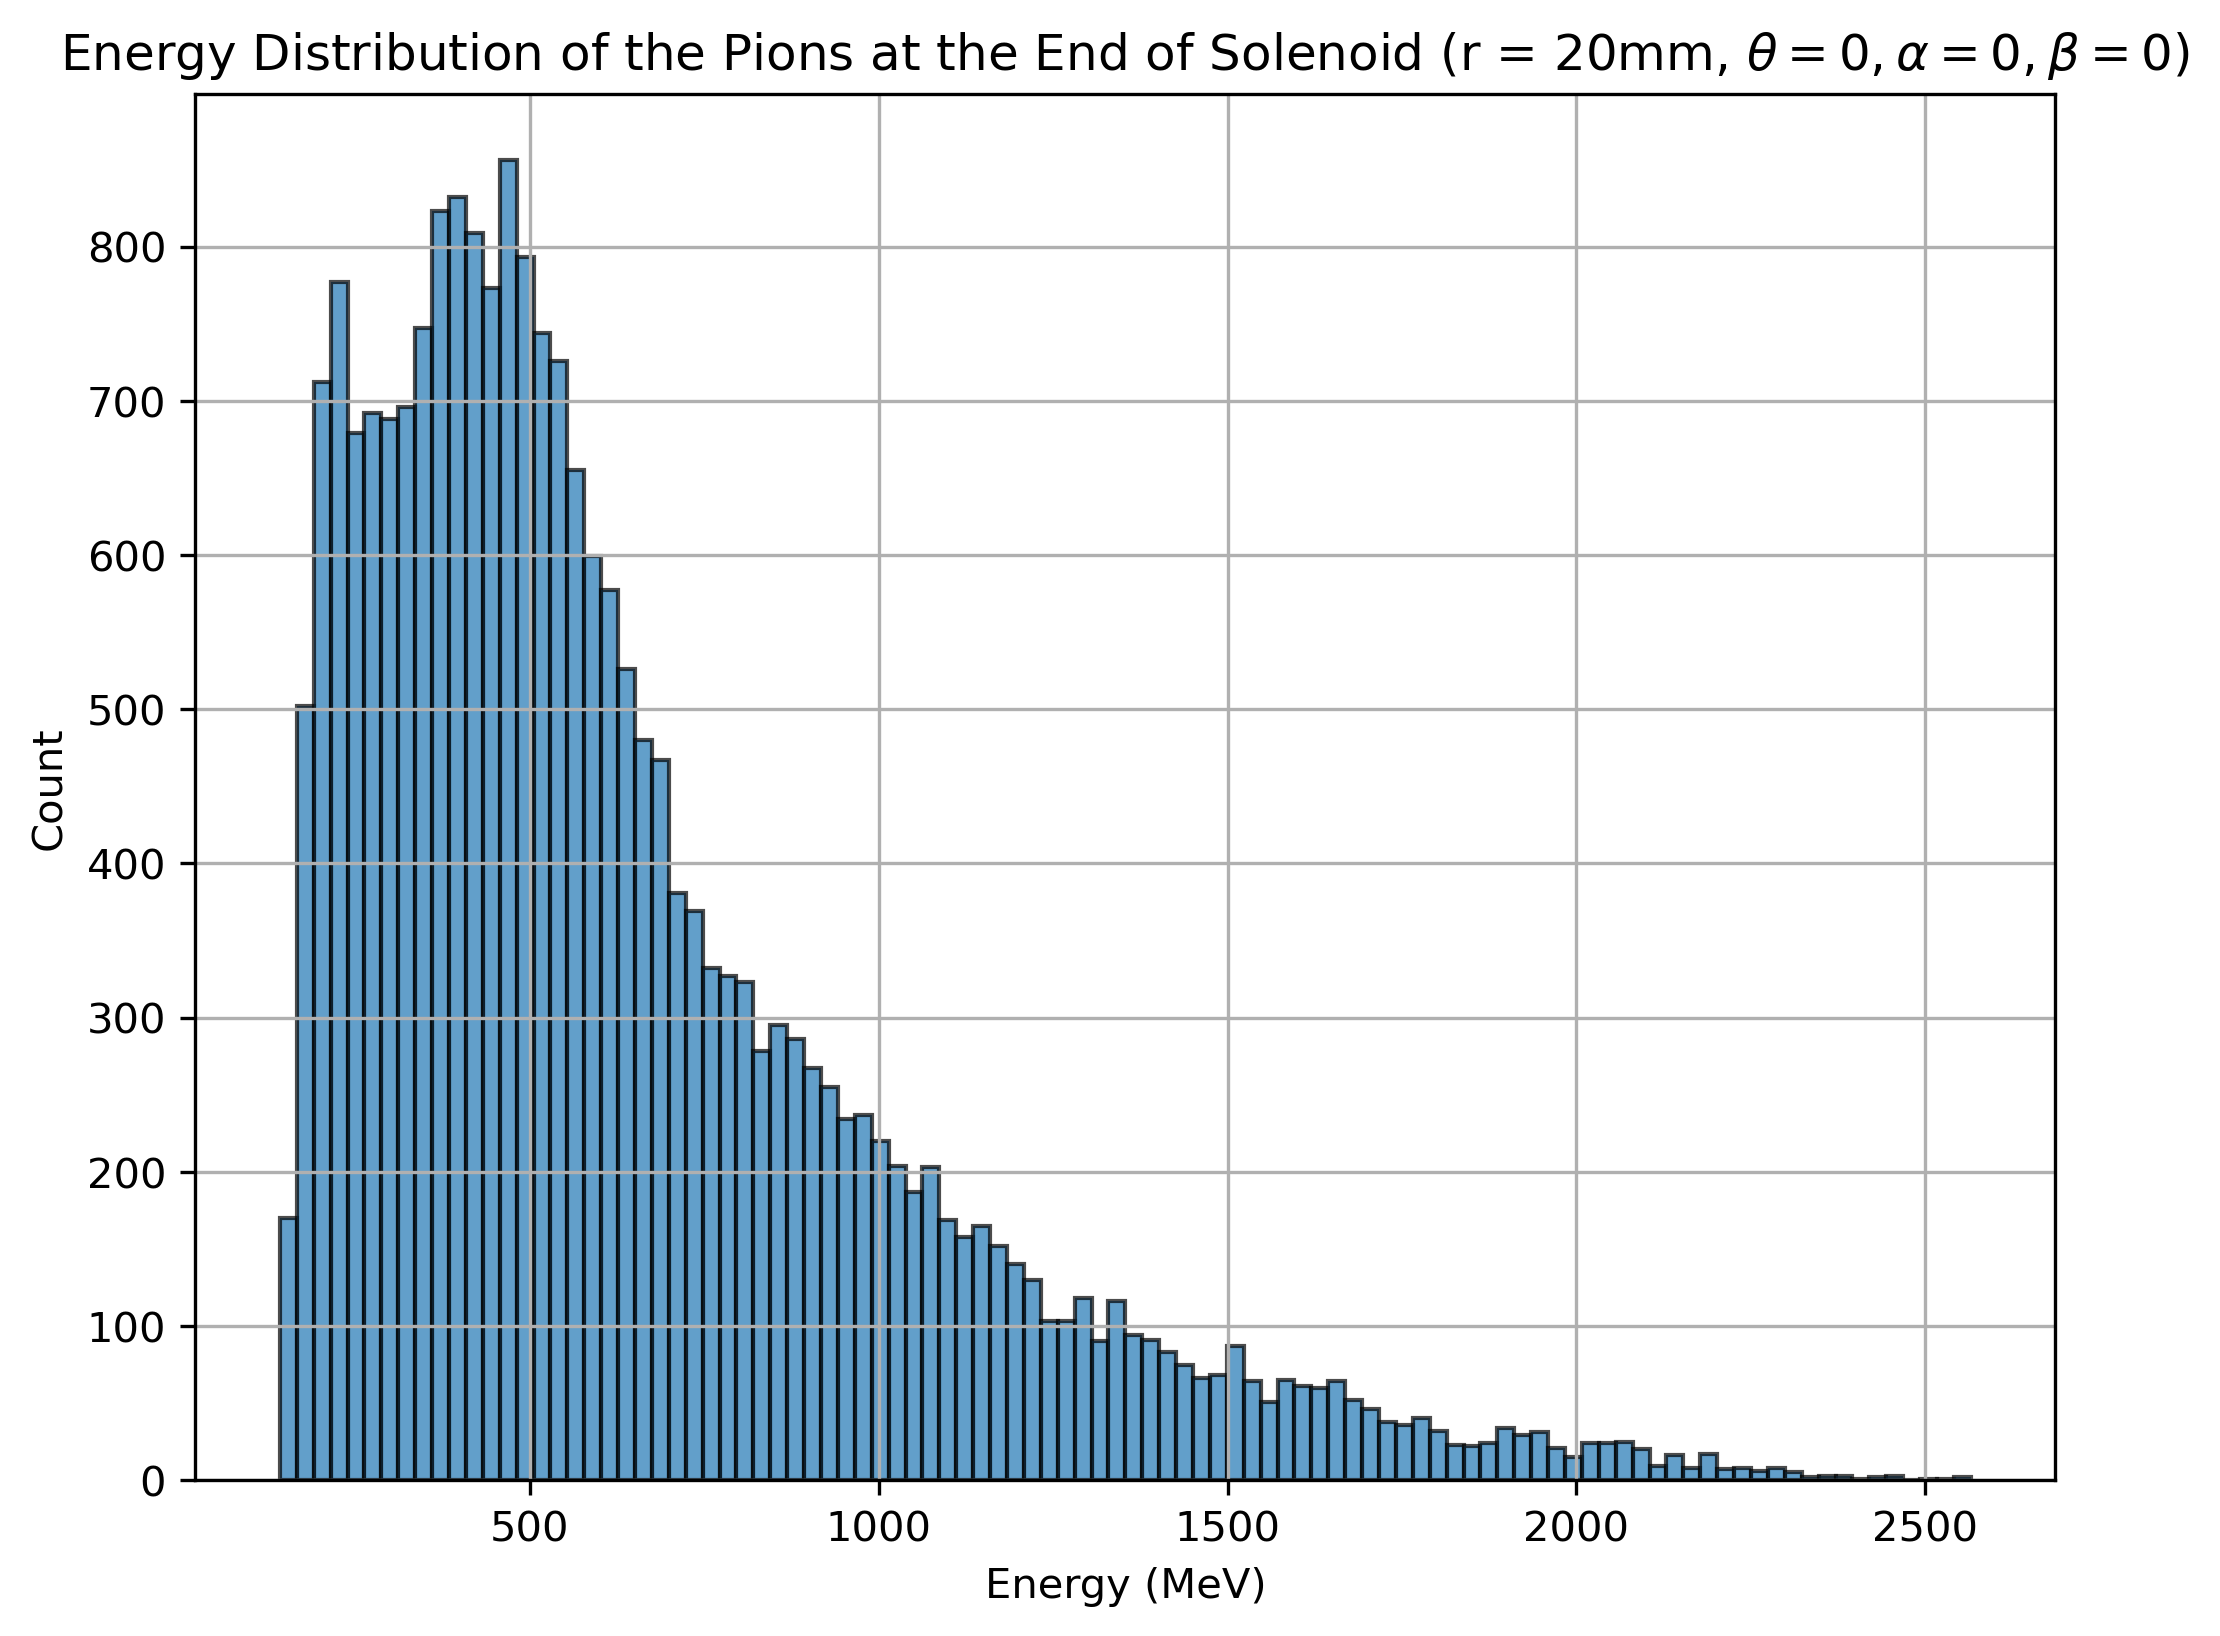 Energy Distribution of the Pions at the End of Solenoid (r = 20mm, θ = 0, α = 0, β = 0)
800
700
600
500
400
300
200
100
0
Count
500 1000 1500 2000 2500
Energy (MeV)